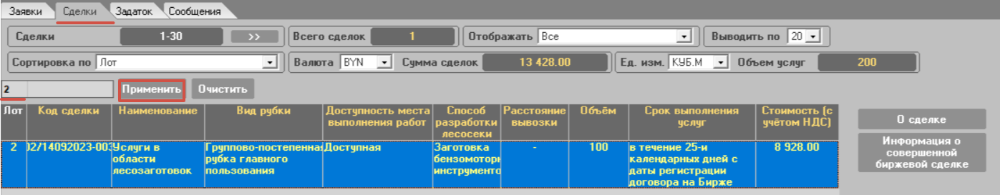 Заявки Сделки Задаток Сообщения
Сделки 1-30 >> Всего сделок 1 Отображать Все Выводить по 20
Сортировка по Лот Валюта BYN Сумма сделок 13 428.00 Ед. изм. КУБ.М Объем услуг 200
2 Применить Очистить
Лот Код сделки Наименование Вид рубки Доступность места Способ Расстояние Объём Срок выполнения Стоимость (с
выполнения работ разработки вывозки услуг учётом НДС)
лесосеки
О сделке
2 02/14092023-003 Услуги в Группово-постепенная Доступная Заготовка - 100 в течение 25-и 8 928.00
области рубка главного бензомоторн календарных дней с
лесозаготовок пользования инструменто даты регистрации
договора на Бирже
Информация о
совершенной
биржевой сделке